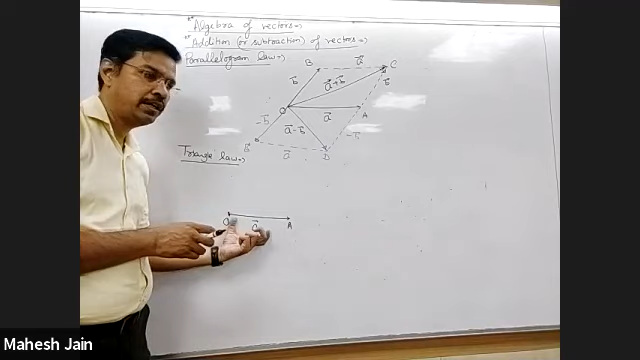 Algebra of vectors:-
Addition (or subtraction) of vectors:-
Parallelogram law:-
B a⃗ C
b⃗ a⃗+b⃗ b⃗
O a⃗ A
-b⃗ a⃗-b⃗ -b⃗
B' a⃗ D
Triangle law:-
O a⃗ A
Mahesh Jain